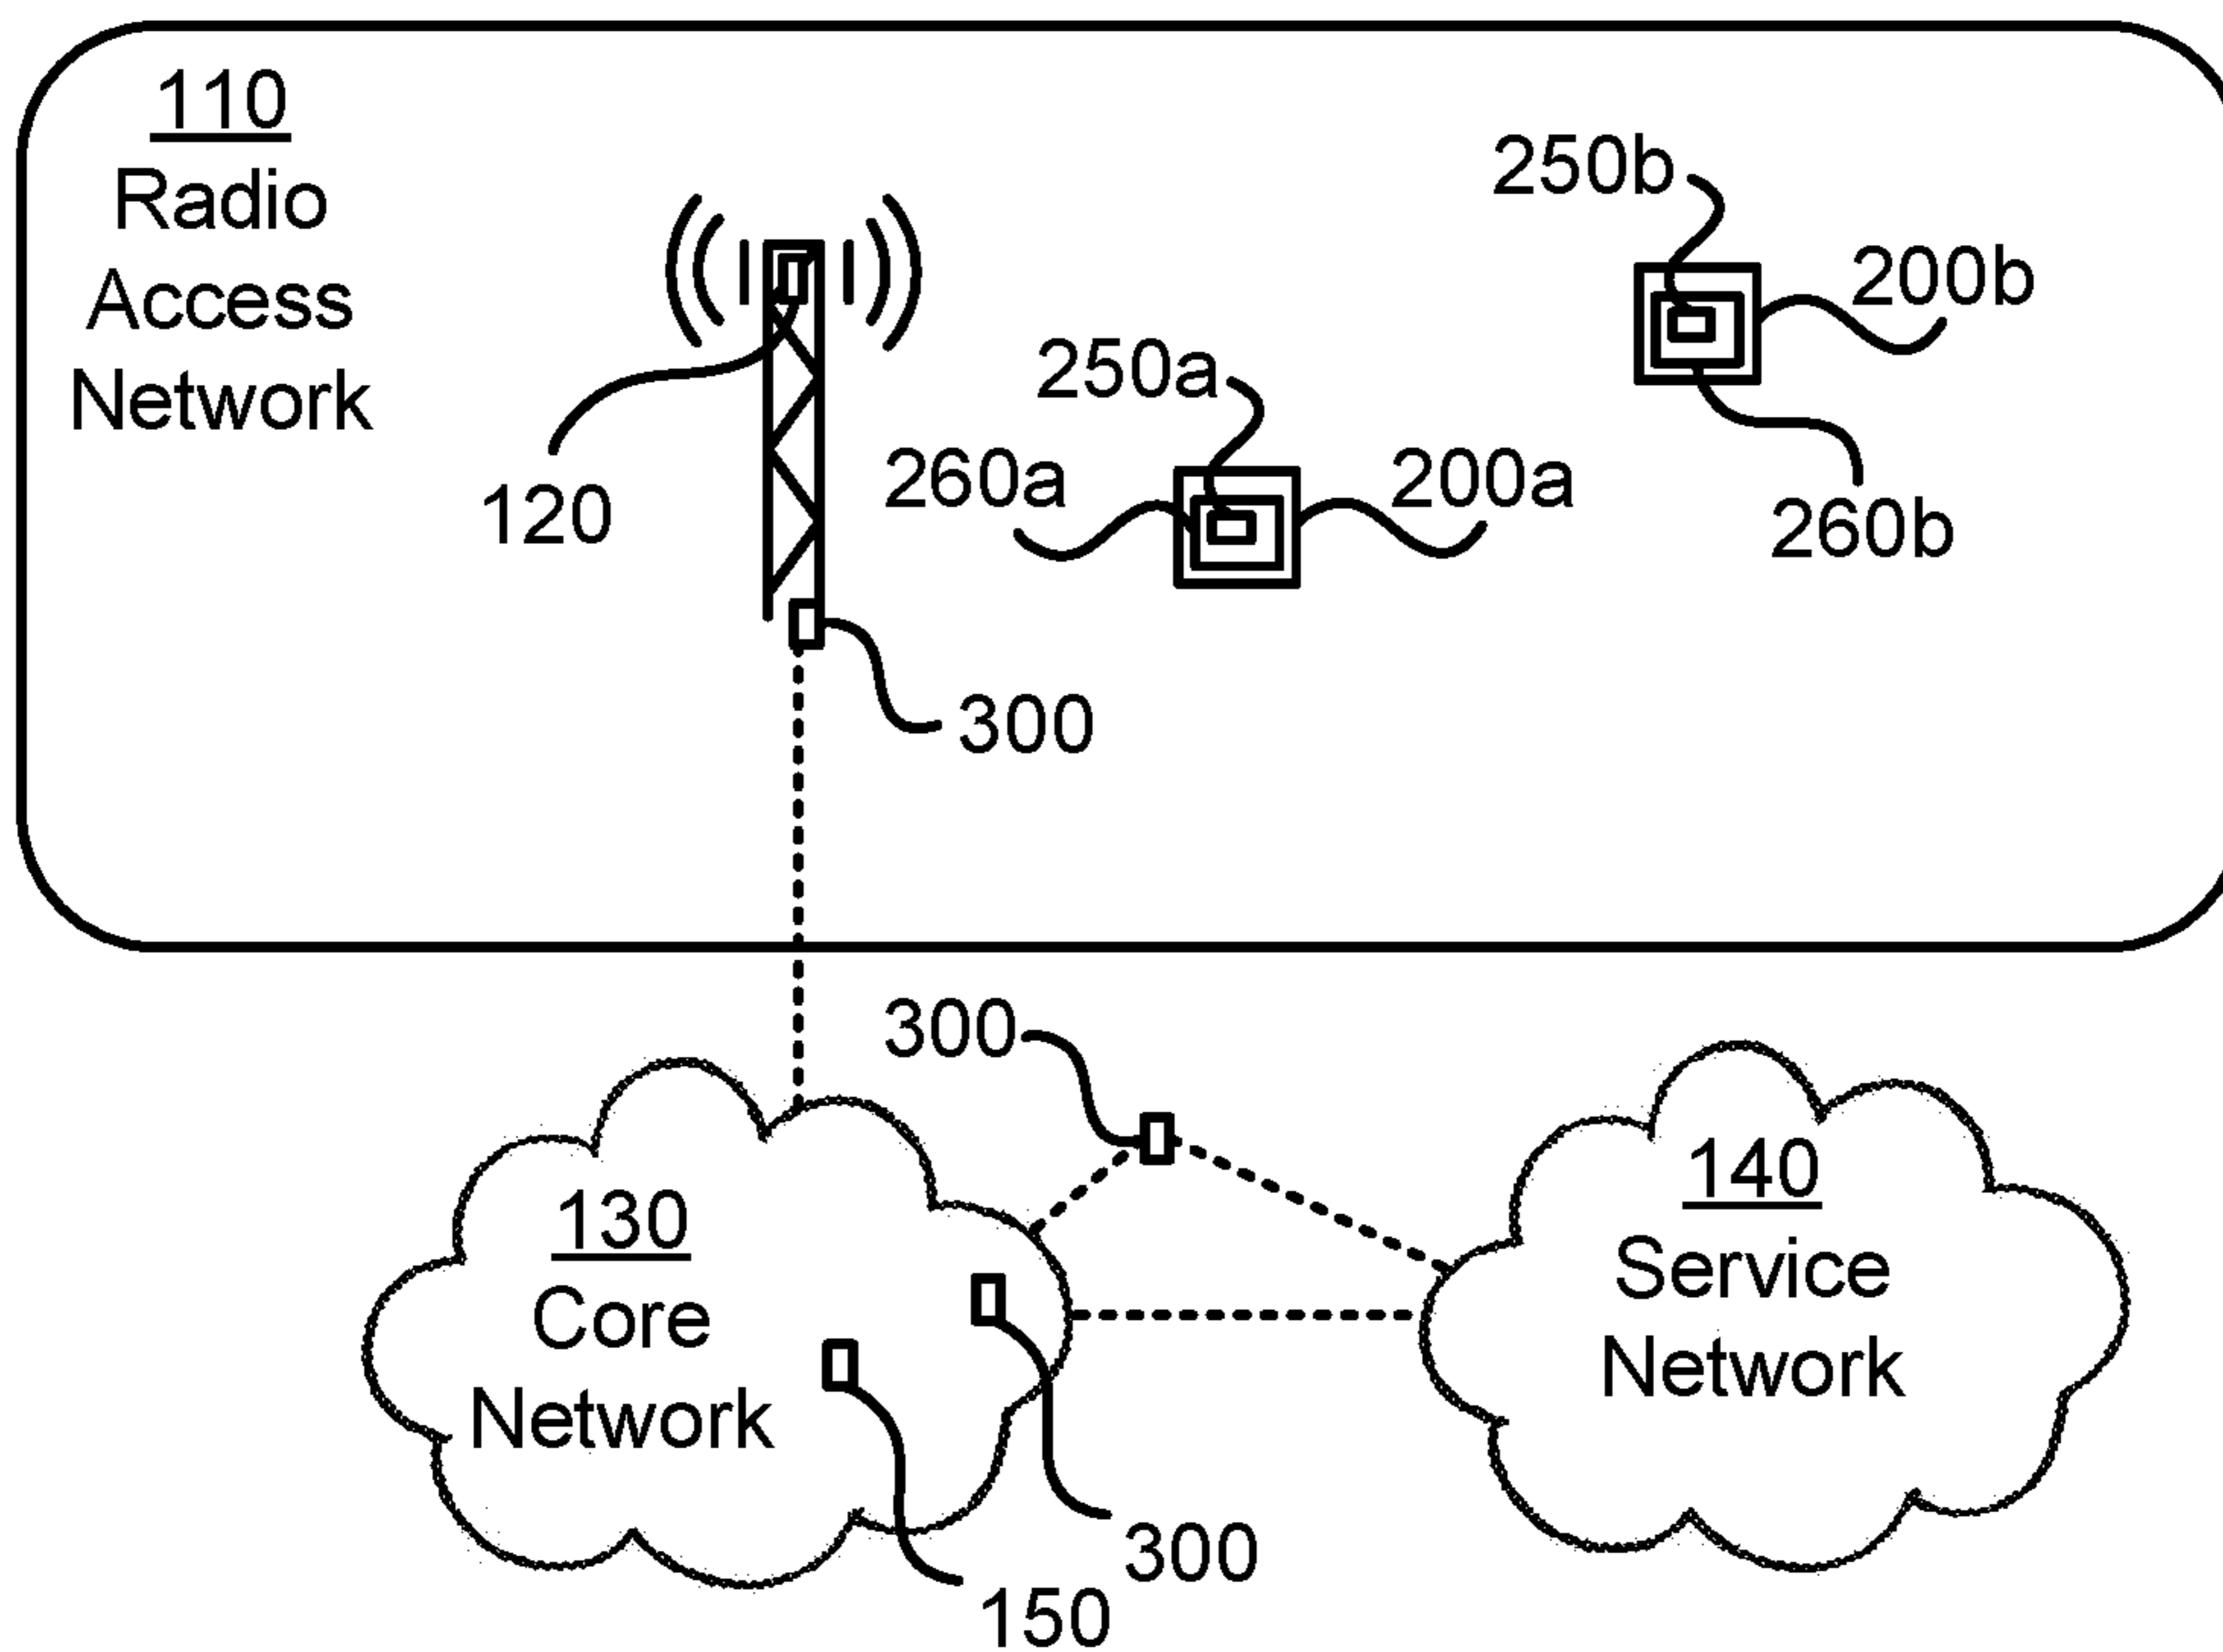 110
Radio
Access
Network
250b
200b
250a
260a
200a
120
260b
300
300
130
Core
Network
140
Service
Network
300
150